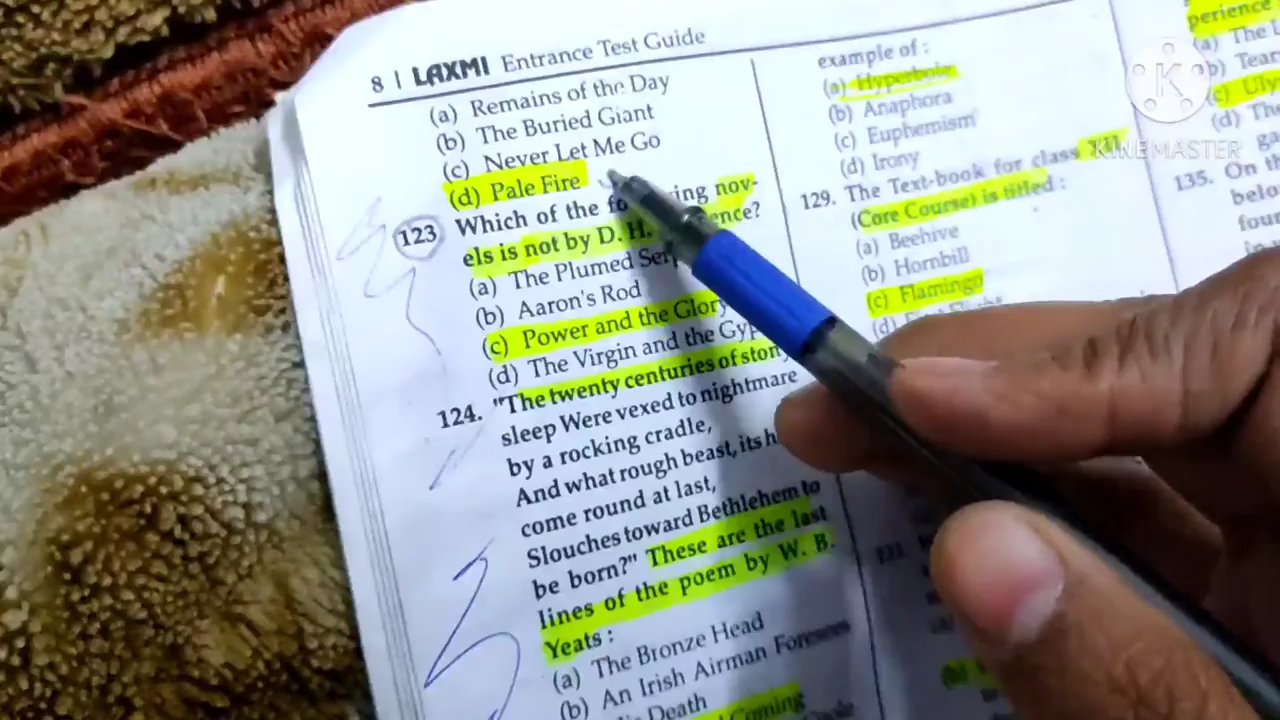 8 | LAXMI Entrance Test Guide
(a) Remains of the Day
(b) The Buried Giant
(c) Never Let Me Go
(d) Pale Fire
123 Which of the nov-
els is not by D. H.
(a) The Plumed
(b) Aaron's Rod
(c) Power and the Glory
(d) The Virgin and the
124. "The twenty centuries of
sleep Were vexed to nightmare
by a rocking cradle,
And what rough beast, its
come round at last,
Slouches toward Bethlehem to
be born?" These are the last
lines of the poem by W. B.
Yeats :
(a) The Bronze Head
(b) An Irish Airman Foresees
Death
Coming
example of :
(a) Hyperbole
(b) Anaphora
(c) Euphemism
(d) Irony
129. The Text-book for class XII
(Core Course) is titled :
(a) Beehive
(b) Hornbill
(c) Flamingo
(d)
(a) The
(b)
(c)
(d)
135. On
K
KINEMASTER